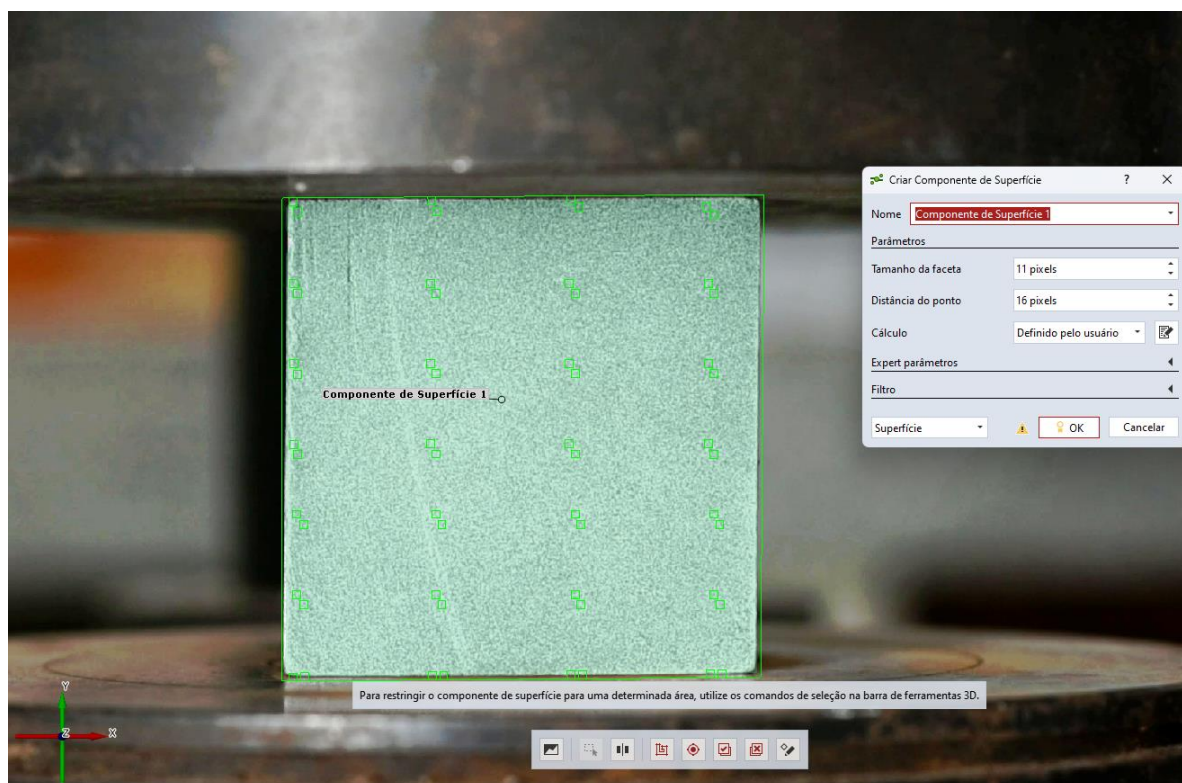 Criar Componente de Superfície ? X
Nome Componente de Superfície 1
Parâmetros
Tamanho da faceta 11 pixels
Distância do ponto 16 pixels
Cálculo Definido pelo usuário
Expert parâmetros
Componente de Superfície 1
Filtro
Superfície OK Cancelar
Para restringir o componente de superfície para uma determinada área, utilize os comandos de seleção na barra de ferramentas 3D.
Y
Z X